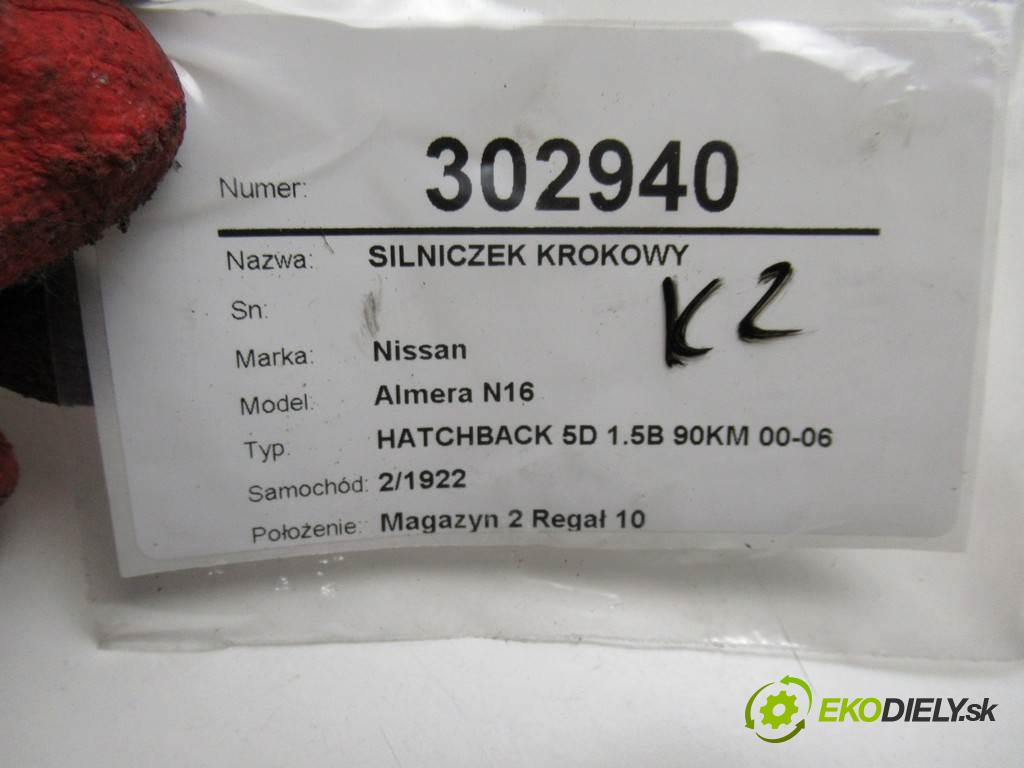 Numer: 302940
Nazwa: SILNICZEK KROKOWY
Sn:
K2
Marka: Nissan
Model: Almera N16
Typ: HATCHBACK 5D 1.5B 90KM 00-06
Samochód: 2/1922
Położenie: Magazyn 2 Regał 10
EKODIELY.sk